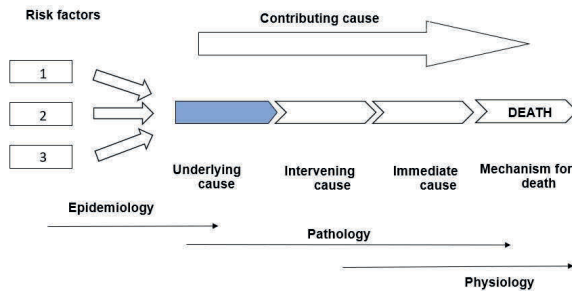 Risk factors
Contributing cause
1
2
3
DEATH
Underlying
cause
Intervening
cause
Immediate
cause
Mechanism for
death
Epidemiology
Pathology
Physiology